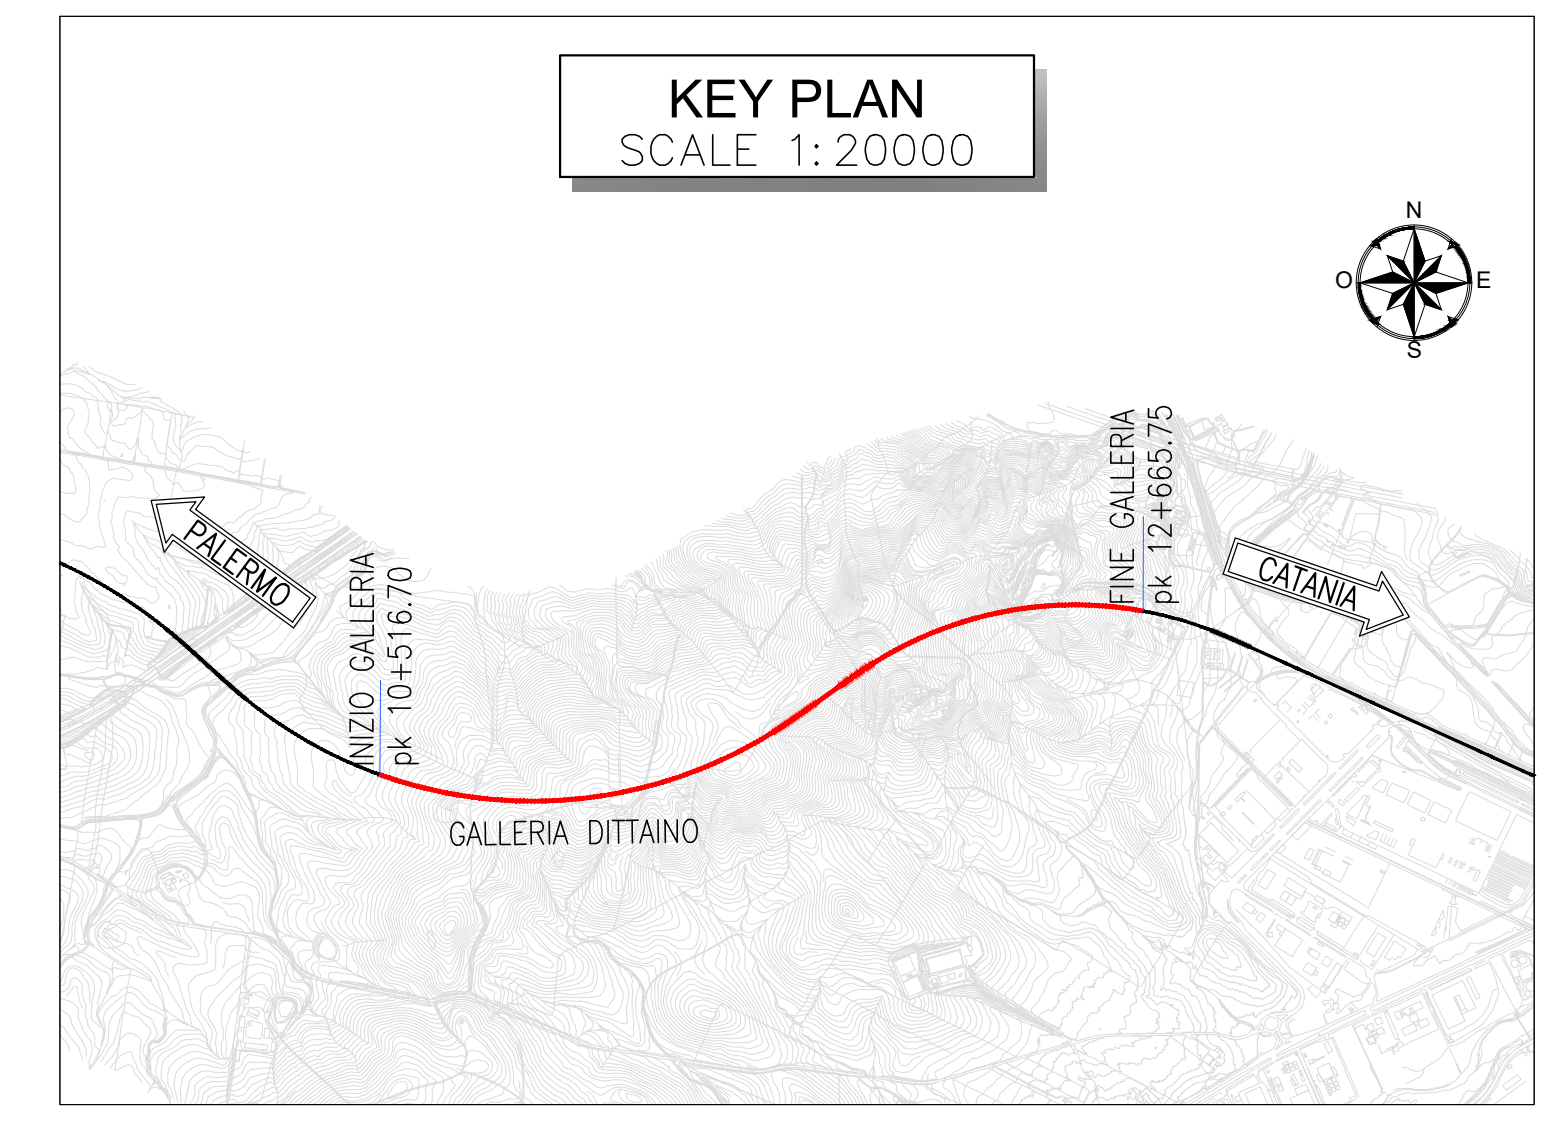 KEY PLAN
SCALE 1:20000
N
O
E
S
PALERMO
INIZIO GALLERIA
pk 10+516.70
GALLERIA DITTAINO
FINE GALLERIA
pk 12+665.75
CATANIA